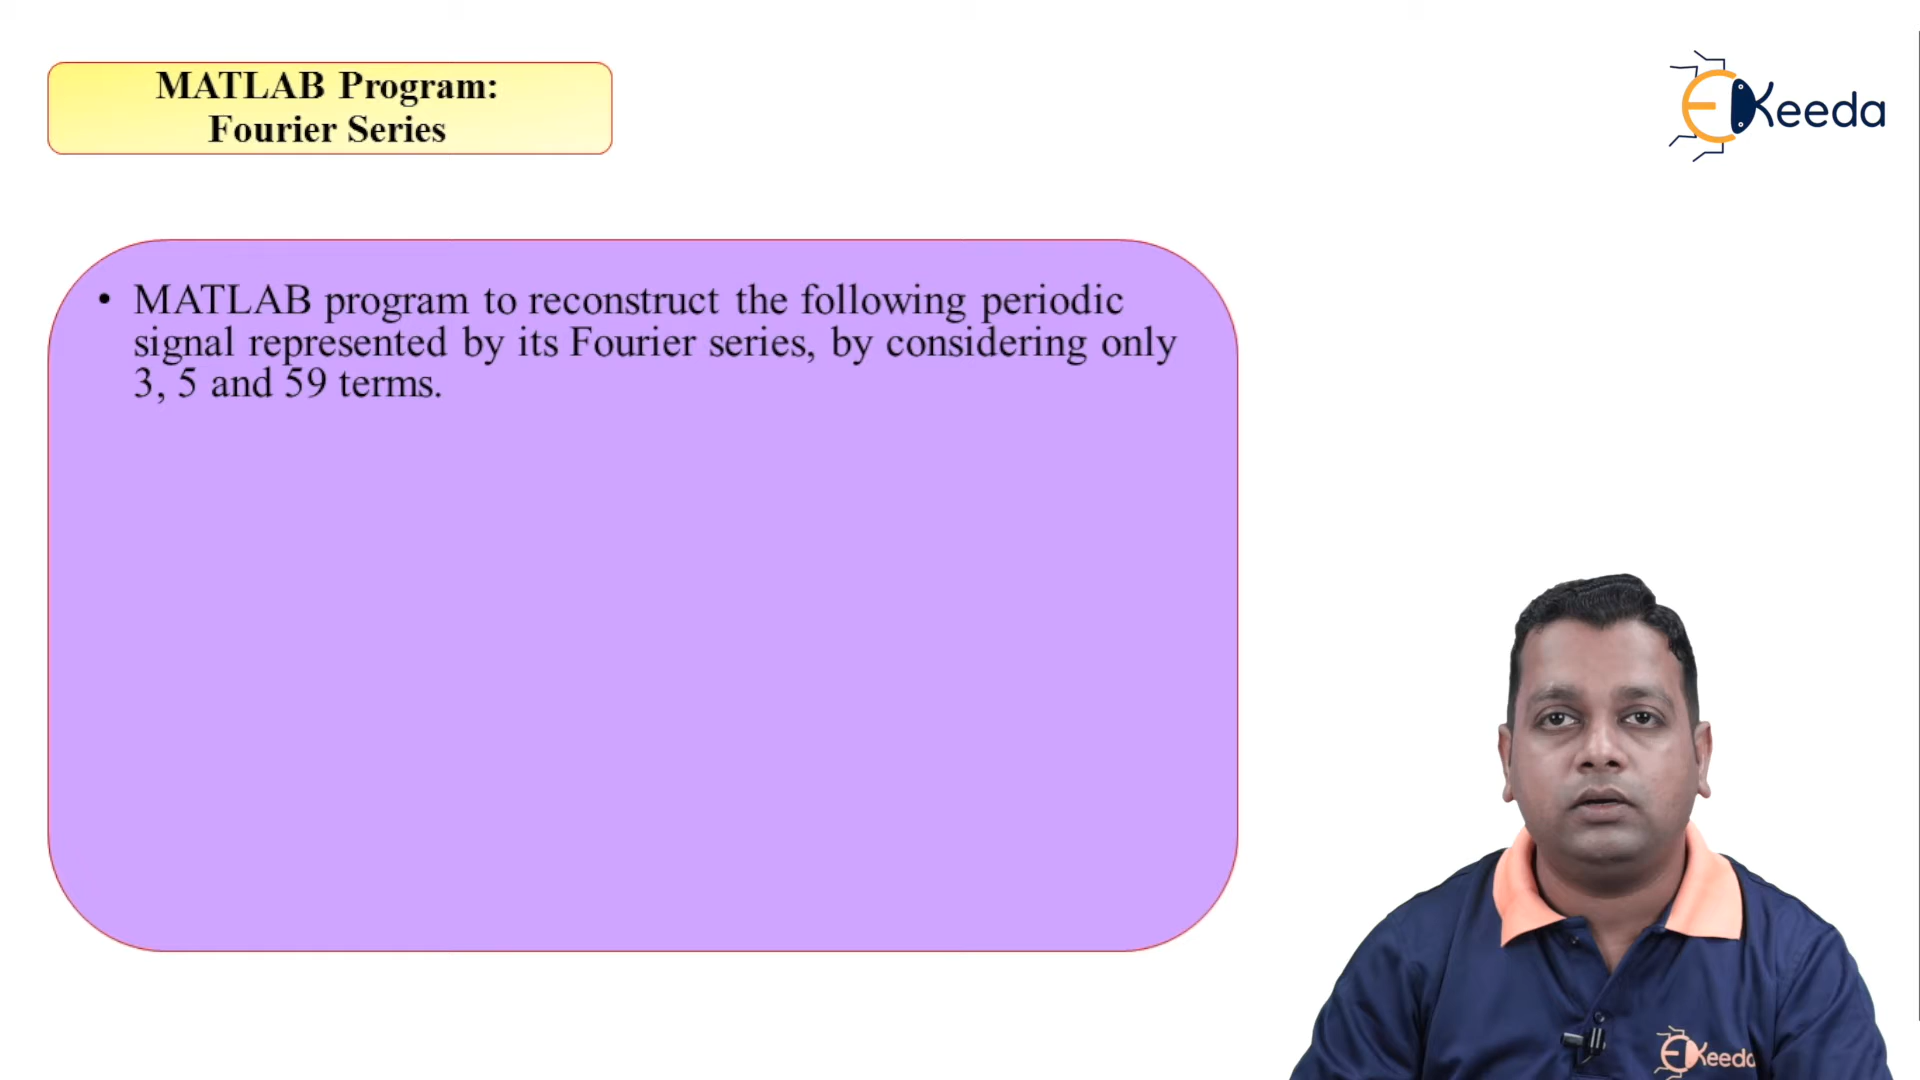 MATLAB Program:
Fourier Series
EKeeda
• MATLAB program to reconstruct the following periodic
signal represented by its Fourier series, by considering only
3, 5 and 59 terms.
EKeeda